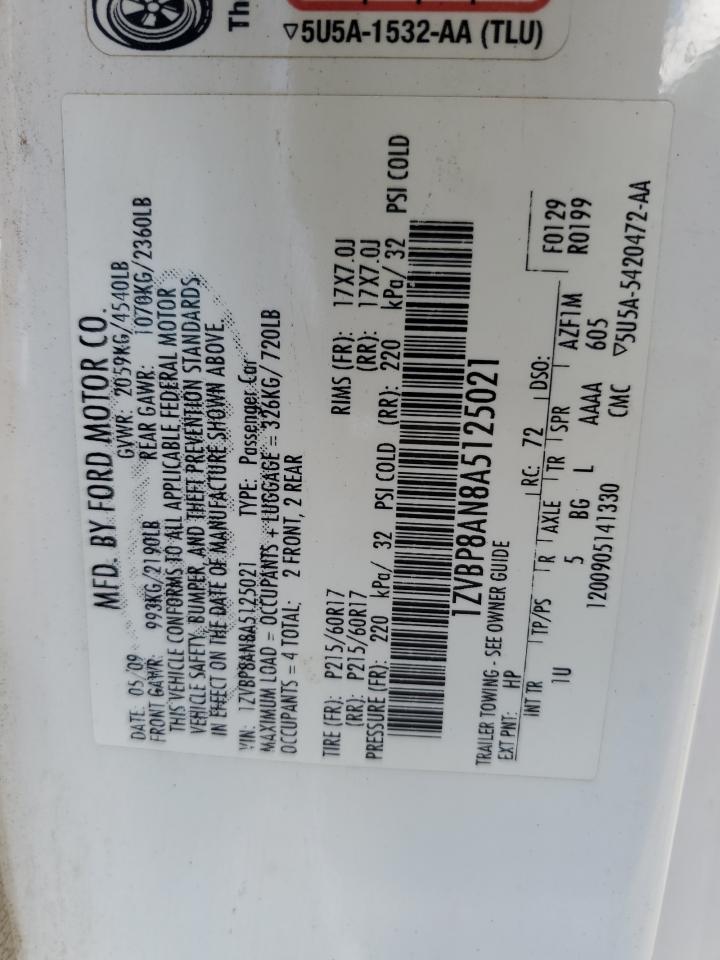 Th
▽5U5A-1532-AA (TLU)
MFD. BY FORD MOTOR CO.
DATE: 05/09 GVWR: 2059KG/4540LB
FRONT GAWR: 993KG/2190LB REAR GAWR: 1070KG/2360LB
THIS VEHICLE CONFORMS TO ALL APPLICABLE FEDERAL MOTOR
VEHICLE SAFETY, BUMPER, AND THEFT PREVENTION STANDARDS
IN EFFECT ON THE DATE OF MANUFACTURE SHOWN ABOVE.
VIN: 1ZVBP8AN8A5125021 TYPE: Passenger Car
MAXIMUM LOAD = OCCUPANTS + LUGGAGE = 326KG/720LB
OCCUPANTS = 4 TOTAL; 2 FRONT, 2 REAR
TIRE (FR): P215/60R17 RIMS (FR): 17X7.0J
(RR): P215/60R17 (RR): 17X7.0J
PRESSURE (FR): 220 kPa/ 32 PSI COLD (RR): 220 kPa/ 32 PSI COLD
1ZVBP8AN8A5125021
TRAILER TOWING - SEE OWNER GUIDE
EXT PNT: HP RC: 72 DSO:
INT TR TP/PS R AXLE TR SPR AZF1M F0129
1U 5 BG L AAAA 605 R0199
1200905141330 CMC ▽5U5A-5420472-AA